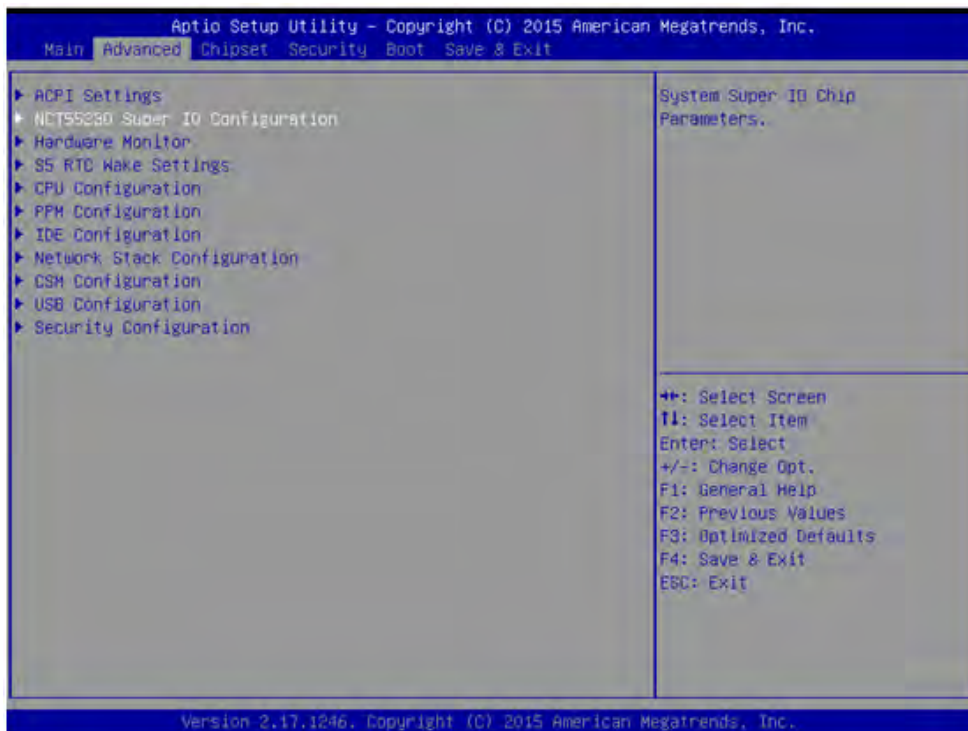 Aptio Setup Utility – Copyright (C) 2015 American Megatrends, Inc.
Main Advanced Chipset Security Boot Save & Exit
ACPI Settings
NCT5523D Super IO Configuration
Hardware Monitor
S5 RTC Wake Settings
CPU Configuration
PPM Configuration
IDE Configuration
Network Stack Configuration
CSM Configuration
USB Configuration
Security Configuration
System Super IO Chip
Parameters.
→←: Select Screen
↑↓: Select Item
Enter: Select
+/-: Change Opt.
F1: General Help
F2: Previous Values
F3: Optimized Defaults
F4: Save & Exit
ESC: Exit
Version 2.17.1246. Copyright (C) 2015 American Megatrends, Inc.